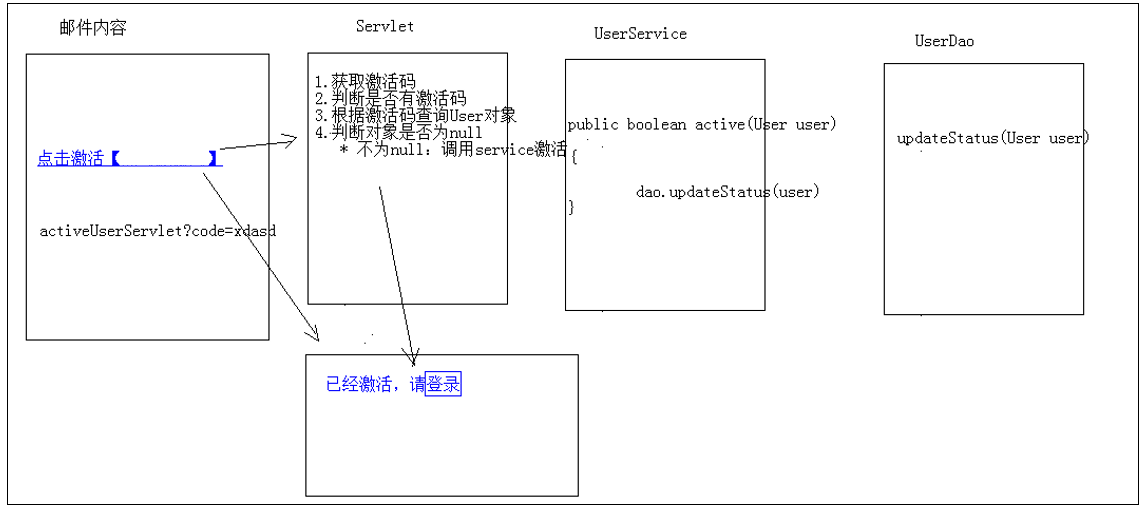 邮件内容
点击激活【          】
activeUserServlet?code=xdasd
Servlet
1.获取激活码
2.判断是否有激活码
3.根据激活码查询User对象
4.判断对象是否为null
* 不为null：调用service激活
UserService
public boolean active(User user)
{
dao.updateStatus(user)
}
UserDao
updateStatus(User user)
已经激活，请登录